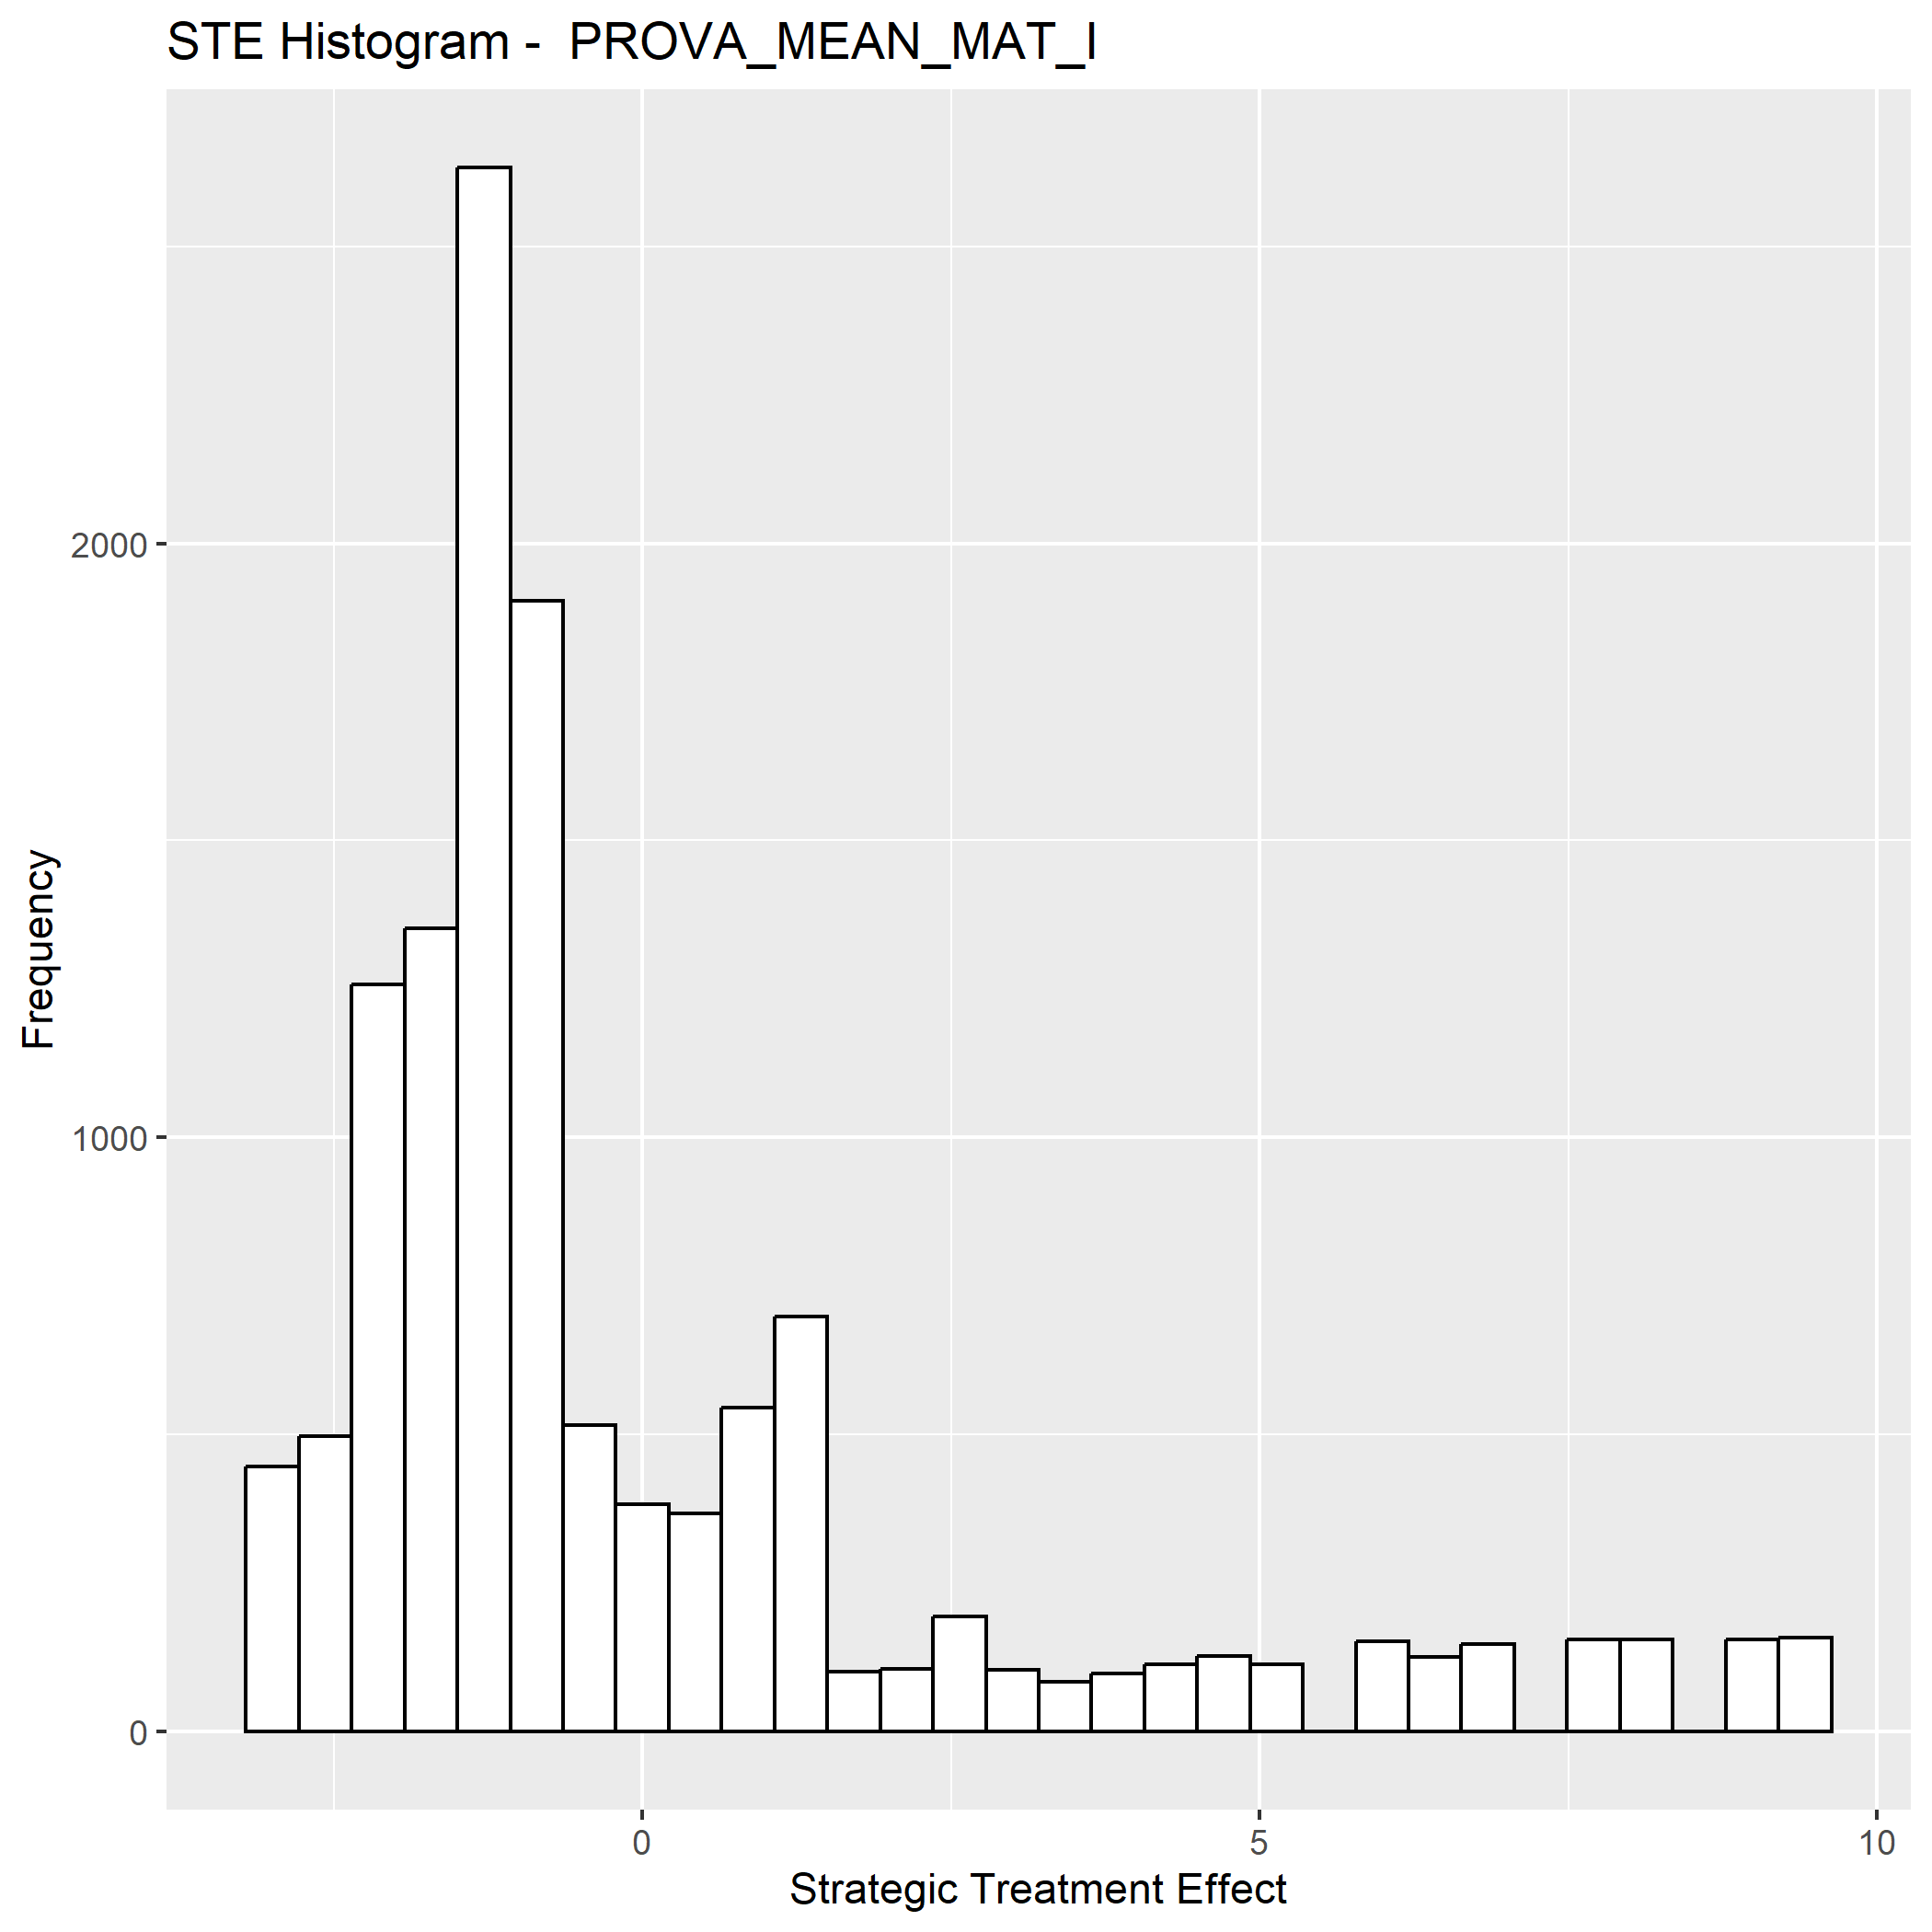 STE Histogram -  PROVA_MEAN_MAT_I
Frequency
2000
1000
0
0 5 10
Strategic Treatment Effect